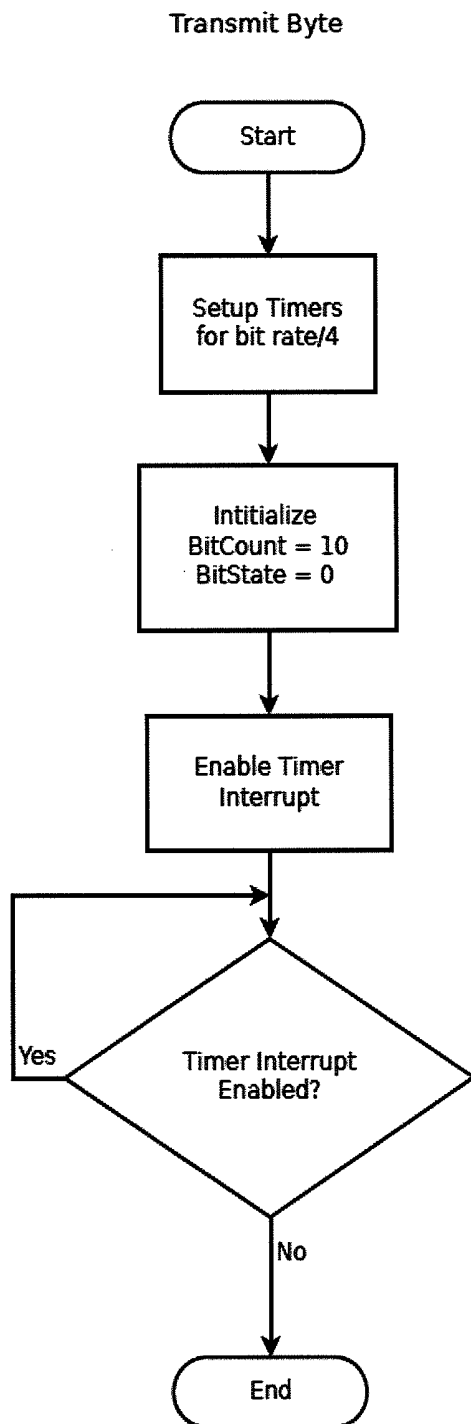 Transmit Byte
Start
Setup Timers
for bit rate/4
Intitialize
BitCount = 10
BitState = 0
Enable Timer
Interrupt
Yes
Timer Interrupt
Enabled?
No
End